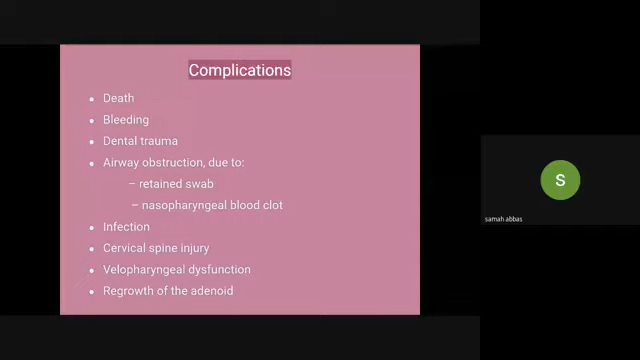 Complications
• Death
• Bleeding
• Dental trauma
• Airway obstruction, due to:
– retained swab
– nasopharyngeal blood clot
• Infection
• Cervical spine injury
• Velopharyngeal dysfunction
• Regrowth of the adenoid
S
samah abbas